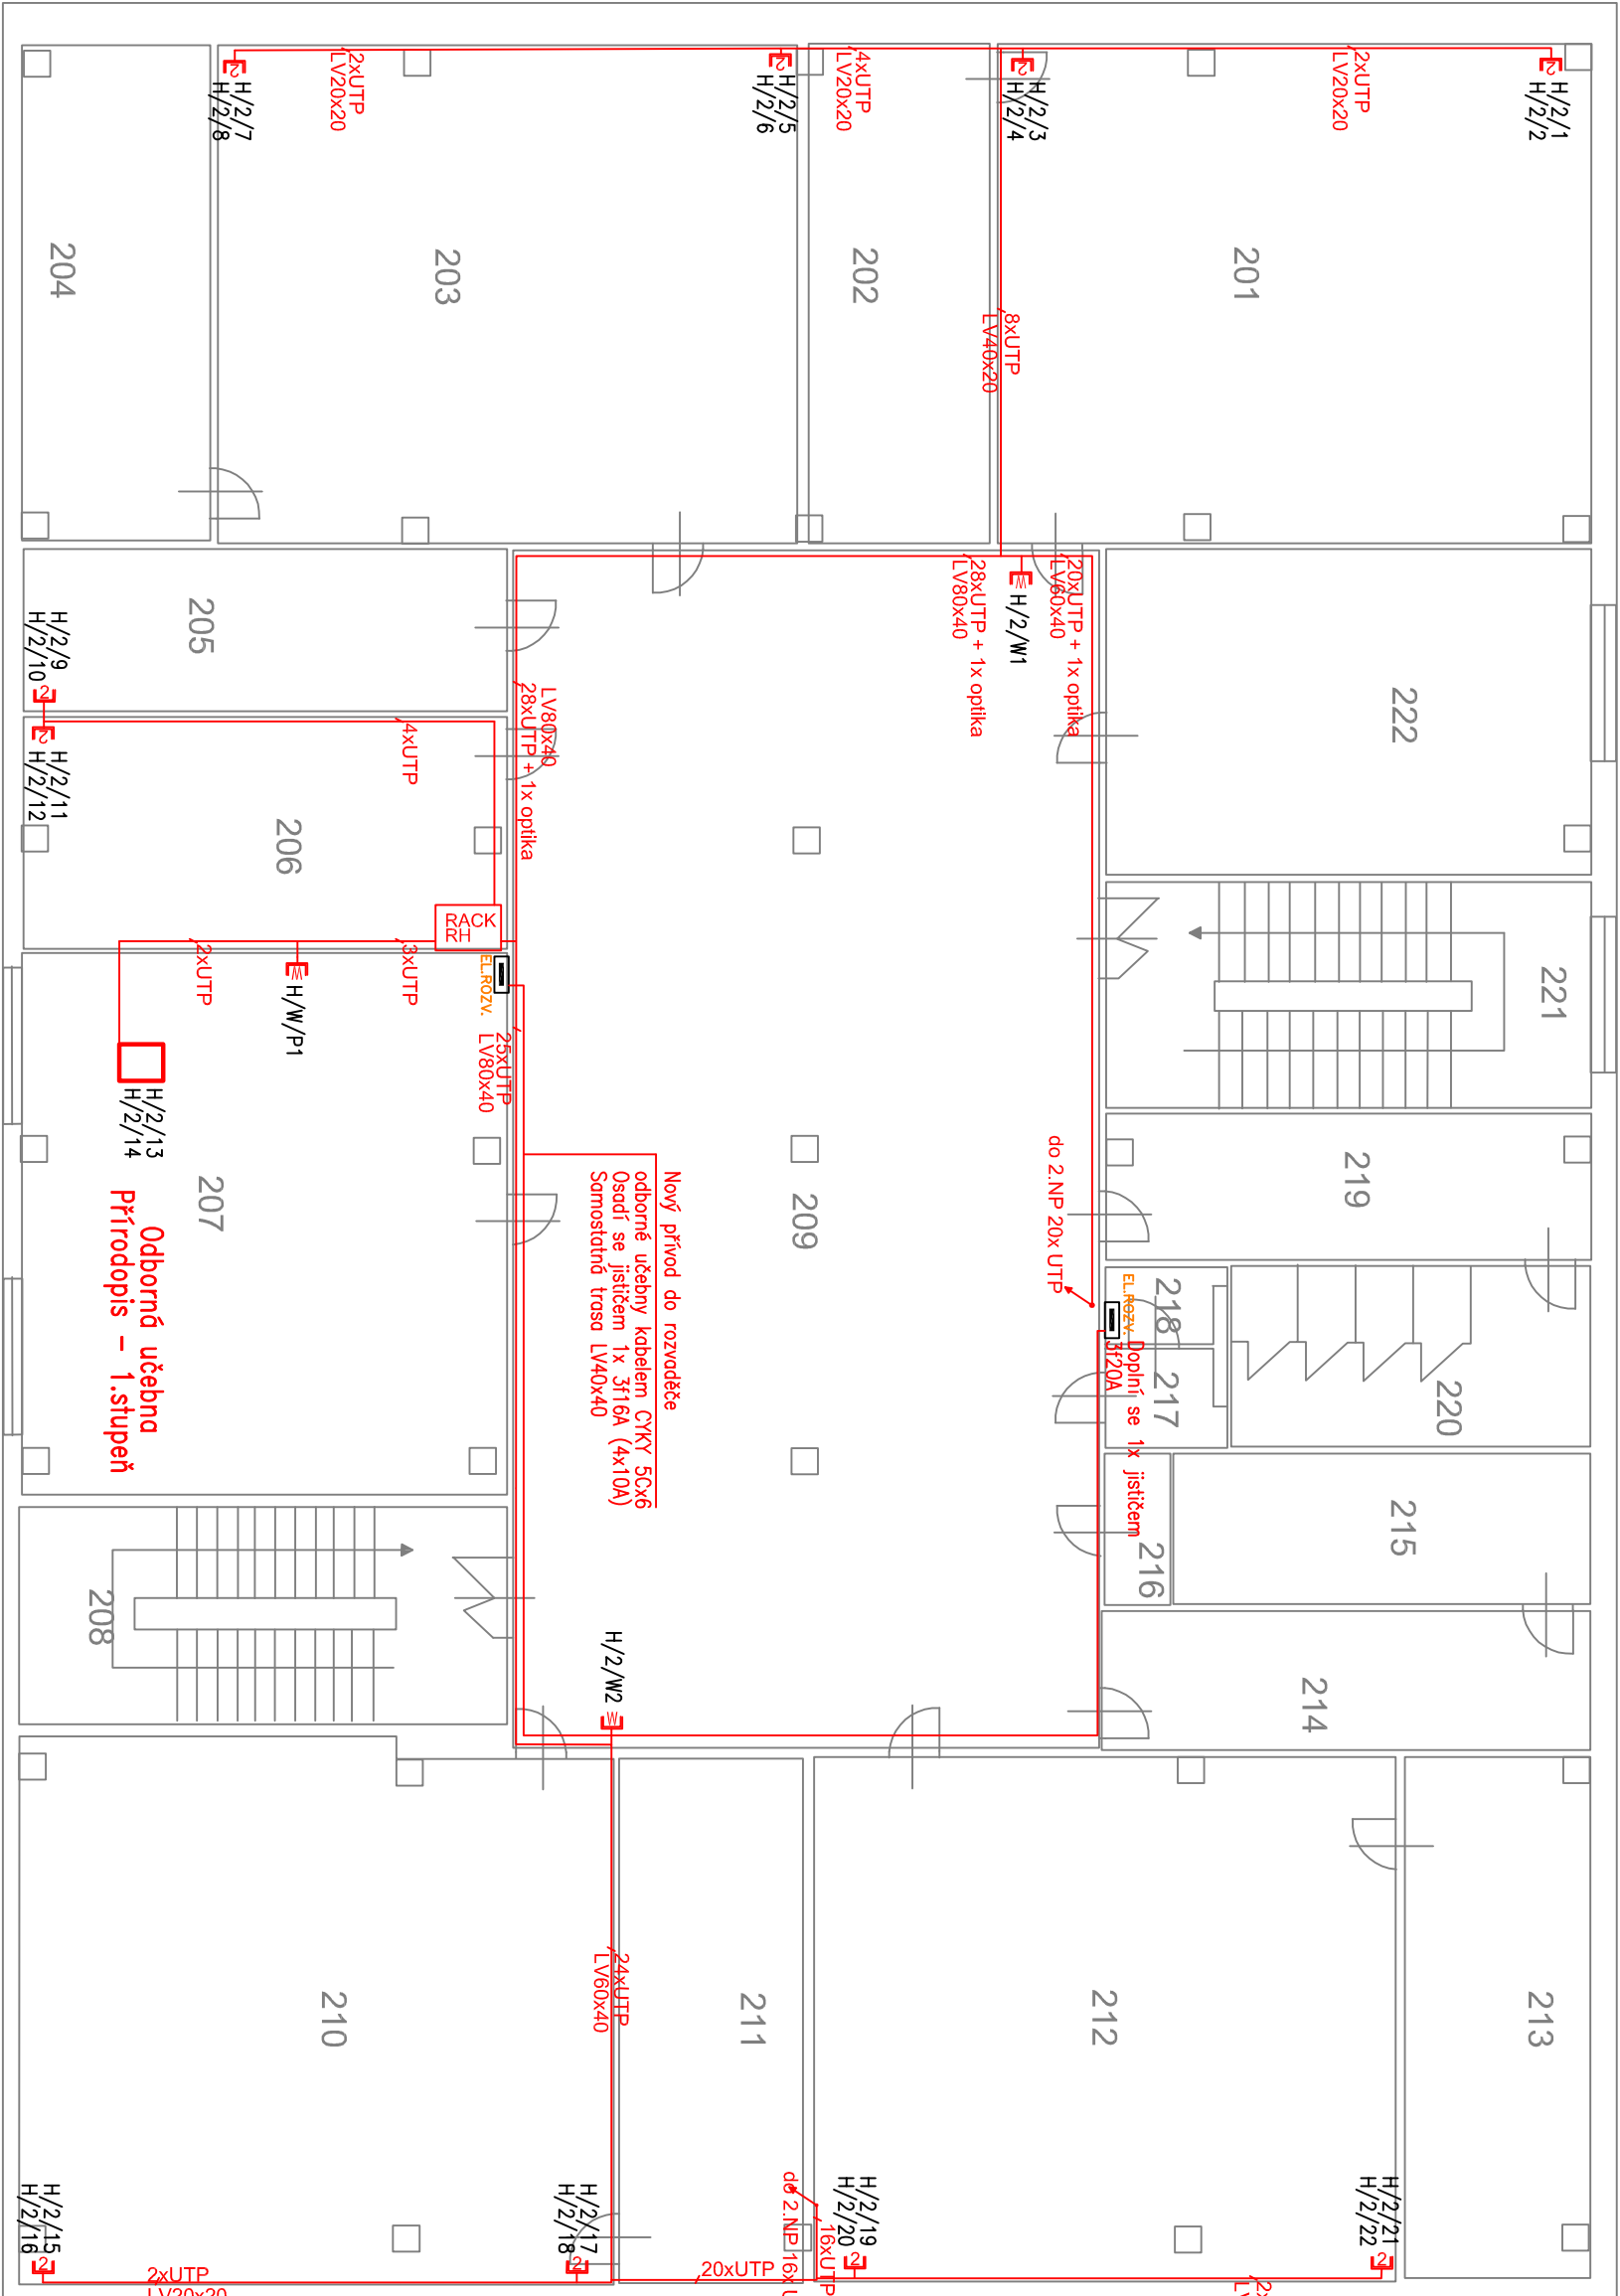 2xUTP
LV20x20
H/2/1
H/2/2
H/2/3
H/2/4
4xUTP
LV20x20
H/2/5
H/2/6
2xUTP
LV20x20
H/2/7
H/2/8
201
202
203
204
8xUTP
LV40x20
20xUTP + 1x optika
LV60x40
H/2/W1
28xUTP + 1x optika
LV80x40
222
205
H/2/9
H/2/10
LV80x40
28xUTP + 1x optika
4xUTP
H/2/11
H/2/12
206
RACK
RH
221
3xUTP
2xUTP
H/W/P1
EL.ROZV.
25xUTP
LV80x40
H/2/13
H/2/14
207
Odborná učebna
Přírodopis - 1.stupeň
209
Nový přívod do rozvaděče
odborné učebny kabelem CYKY 5Cx6
Osadí se jističem 1x 3f16A (4x10A)
Samostatná trasa LV40x40
do 2.NP 20x UTP
219
EL.ROZV.
218
Doplní se 1x jističem
3f20A
217
220
215
216
214
208
H/2/W2
24xUTP
LV60x40
210
211
212
213
H/2/15
H/2/16
H/2/17
H/2/18
H/2/19
H/2/20
H/2/21
H/2/22
do 2.NP 16x
16xUTP
20xUTP
2xUTP
LV20x20